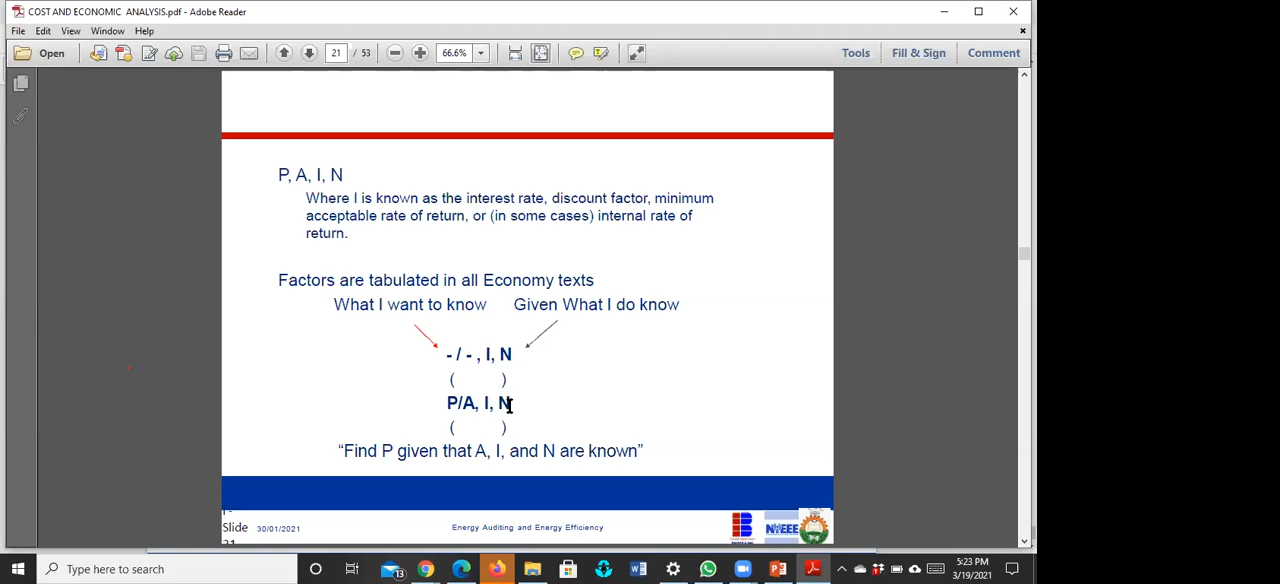 COST AND ECONOMIC ANALYSIS.pdf - Adobe Reader
File Edit View Window Help
Open 21 / 53 66.6% Tools Fill & Sign Comment
P, A, I, N
Where I is known as the interest rate, discount factor, minimum
acceptable rate of return, or (in some cases) internal rate of
return.
Factors are tabulated in all Economy texts
What I want to know Given What I do know
- / - , I, N
( )
P/A, I, N
( )
“Find P given that A, I, and N are known”
Slide 30/01/2021 Energy Auditing and Energy Efficiency
Type here to search 13 5:23 PM
3/19/2021